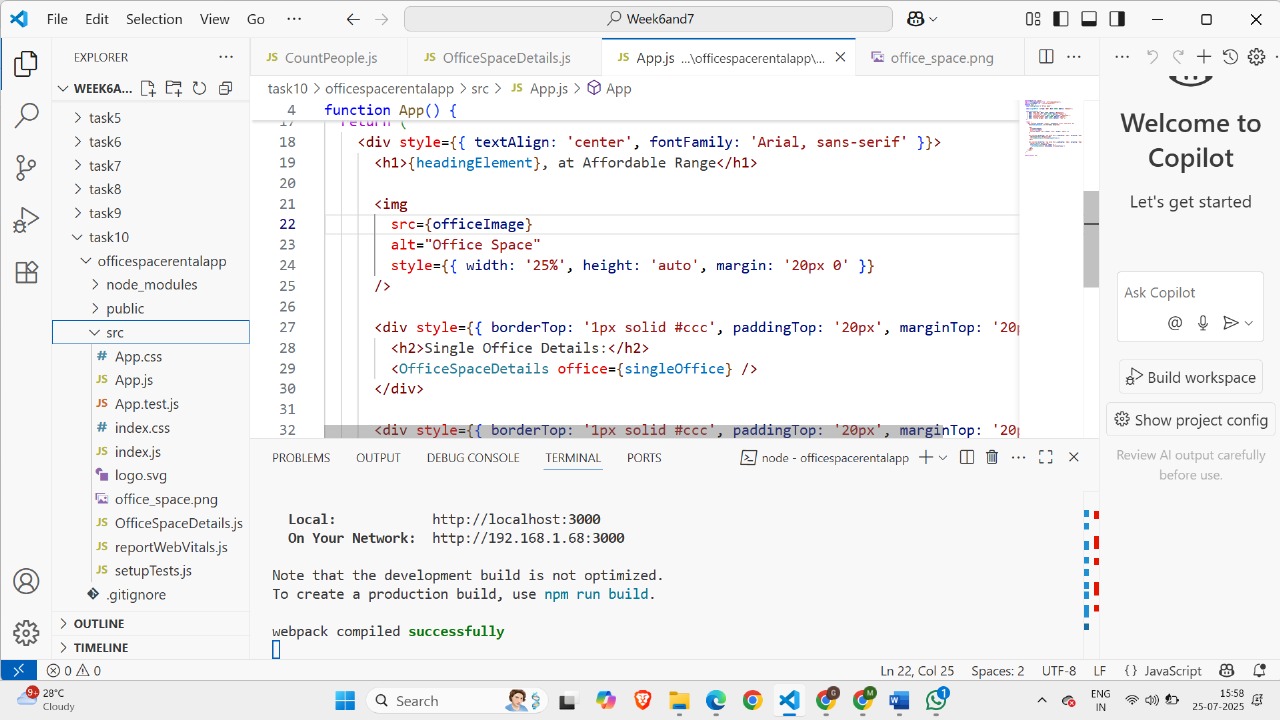 File Edit Selection View Go ··· Week6and7
EXPLORER ···
WEEK6A...
task5
task6
task7
task8
task9
task10
officespacerentalapp
node_modules
public
src
# App.css
JS App.js
JS App.test.js
# index.css
JS index.js
logo.svg
office_space.png
JS OfficeSpaceDetails.js
JS reportWebVitals.js
JS setupTests.js
.gitignore
OUTLINE
TIMELINE
JS CountPeople.js JS OfficeSpaceDetails.js JS App.js ...\officespacerentalapp\... office_space.png ···
task10 > officespacerentalapp > src > JS App.js > App
4 function App() {
17 return (
18 <div style={{ textAlign: 'center', fontFamily: 'Arial, sans-serif' }}>
19 <h1>{headingElement}, at Affordable Range</h1>
20
21 <img
22 src={officeImage}
23 alt="Office Space"
24 style={{ width: '25%', height: 'auto', margin: '20px 0' }}
25 />
26
27 <div style={{ borderTop: '1px solid #ccc', paddingTop: '20px', marginTop: '20p
28 <h2>Single Office Details:</h2>
29 <OfficeSpaceDetails office={singleOffice} />
30 </div>
31
32 <div style={{ borderTop: '1px solid #ccc', paddingTop: '20px', marginTop: '20p
PROBLEMS OUTPUT DEBUG CONSOLE TERMINAL PORTS node - officespacerentalapp ···
Local: http://localhost:3000
On Your Network: http://192.168.1.68:3000
Note that the development build is not optimized.
To create a production build, use npm run build.
webpack compiled successfully
Welcome to
Copilot
Let's get started
Ask Copilot
@
Build workspace
Show project config
Review AI output carefully
before use.
0 0 Ln 22, Col 25 Spaces: 2 UTF-8 LF {} JavaScript
9+ 28°C
Cloudy
Search
G M W 1
ENG
IN
15:58
25-07-2025